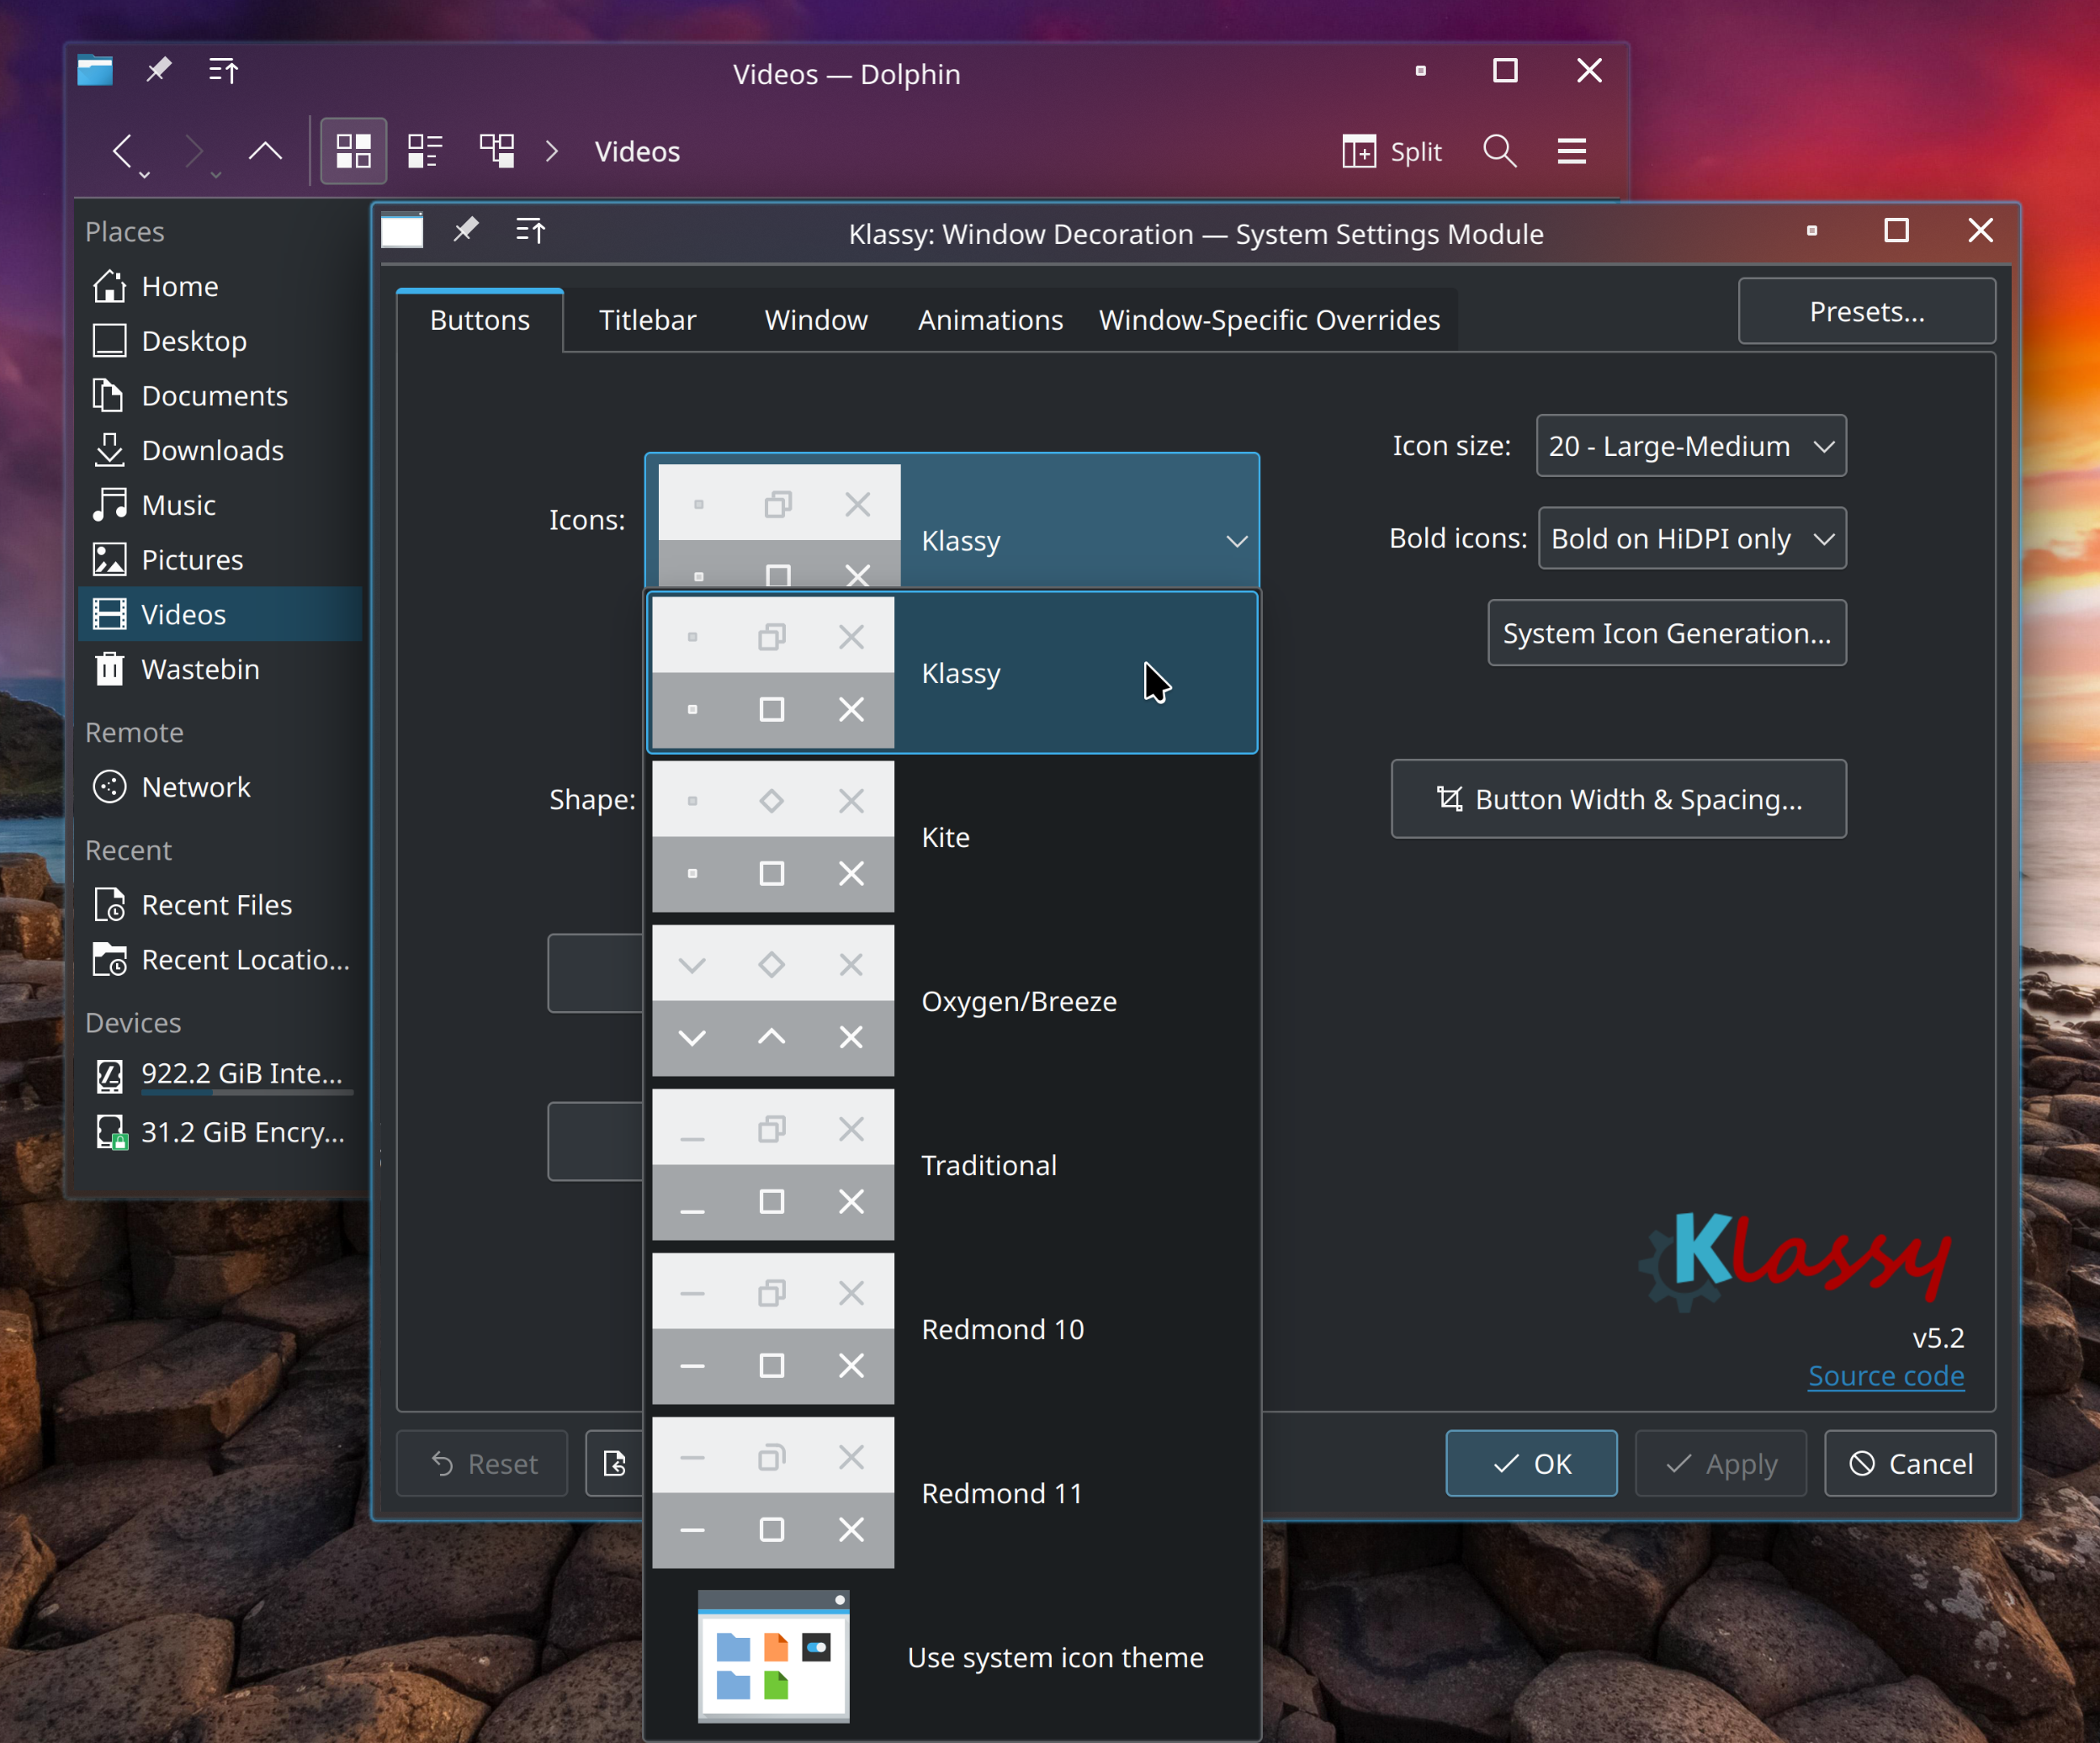 Videos — Dolphin
Videos
Split
Places
Home
Desktop
Documents
Downloads
Music
Pictures
Videos
Wastebin
Remote
Network
Recent
Recent Files
Recent Locatio...
Devices
922.2 GiB Inte...
31.2 GiB Encry...
Klassy: Window Decoration — System Settings Module
Buttons
Titlebar
Window
Animations
Window-Specific Overrides
Presets...
Icons:
Klassy
Icon size:
20 - Large-Medium
Bold icons:
Bold on HiDPI only
System Icon Generation...
Shape:
Button Width & Spacing...
Klassy
Kite
Oxygen/Breeze
Traditional
Redmond 10
Redmond 11
Use system icon theme
Klassy
v5.2
Source code
Reset
OK
Apply
Cancel